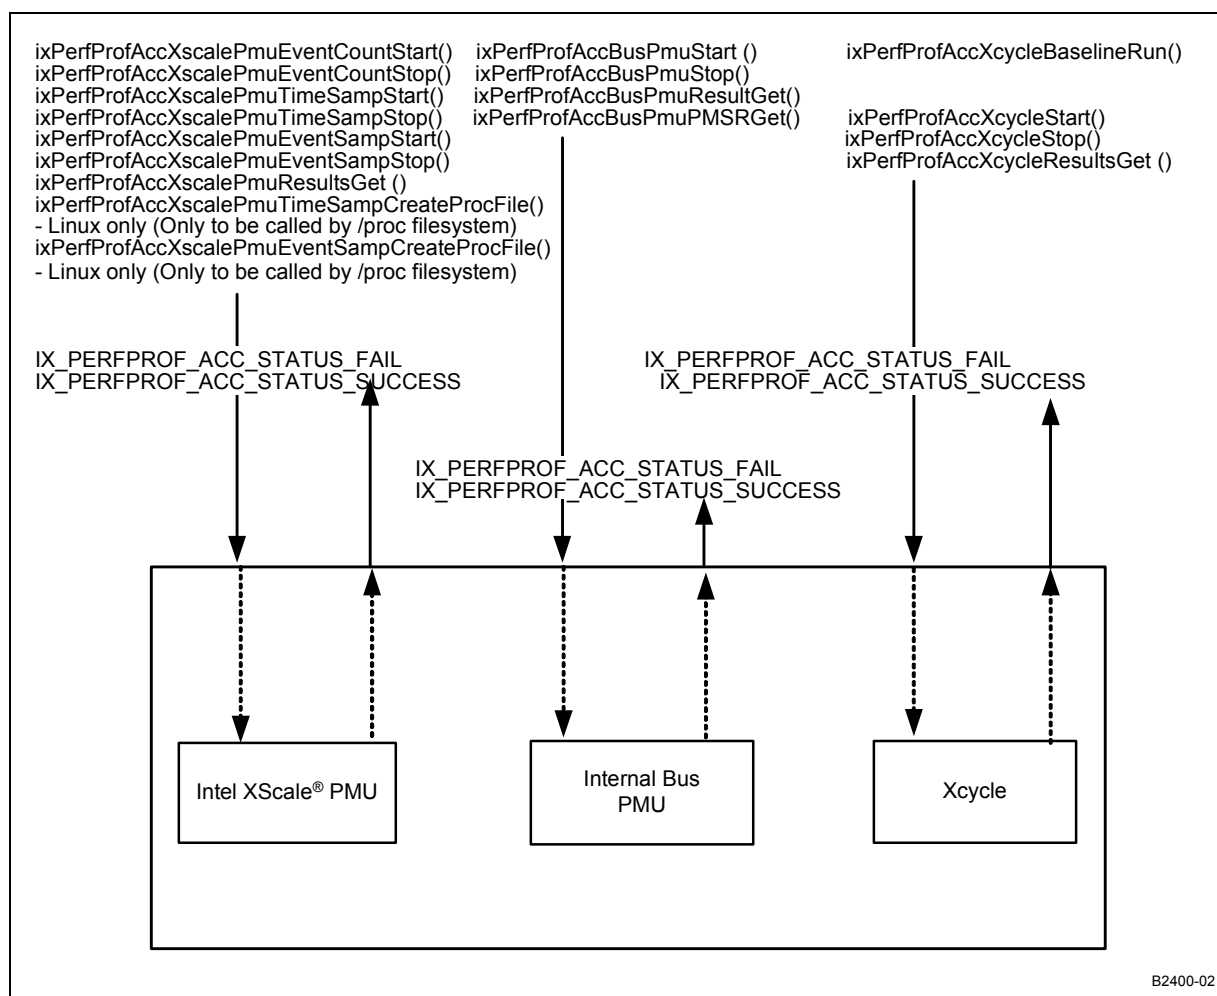 ixPerfProfAccXscalePmuEventCountStart()
ixPerfProfAccXscalePmuEventCountStop()
ixPerfProfAccXscalePmuTimeSampStart()
ixPerfProfAccXscalePmuTimeSampStop()
ixPerfProfAccXscalePmuEventSampStart()
ixPerfProfAccXscalePmuEventSampStop()
ixPerfProfAccXscalePmuResultsGet ()
ixPerfProfAccXscalePmuTimeSampCreateProcFile()
- Linux only (Only to be called by /proc filesystem)
ixPerfProfAccXscalePmuEventSampCreateProcFile()
- Linux only (Only to be called by /proc filesystem)
ixPerfProfAccBusPmuStart ()
ixPerfProfAccBusPmuStop()
ixPerfProfAccBusPmuResultGet()
ixPerfProfAccBusPmuPMSRGet()
ixPerfProfAccXcycleBaselineRun()
ixPerfProfAccXcycleStart()
ixPerfProfAccXcycleStop()
ixPerfProfAccXcycleResultsGet ()
IX_PERFPROF_ACC_STATUS_FAIL
IX_PERFPROF_ACC_STATUS_SUCCESS
IX_PERFPROF_ACC_STATUS_FAIL
IX_PERFPROF_ACC_STATUS_SUCCESS
IX_PERFPROF_ACC_STATUS_FAIL
IX_PERFPROF_ACC_STATUS_SUCCESS
Intel XScale® PMU
Internal Bus
PMU
Xcycle
B2400-02